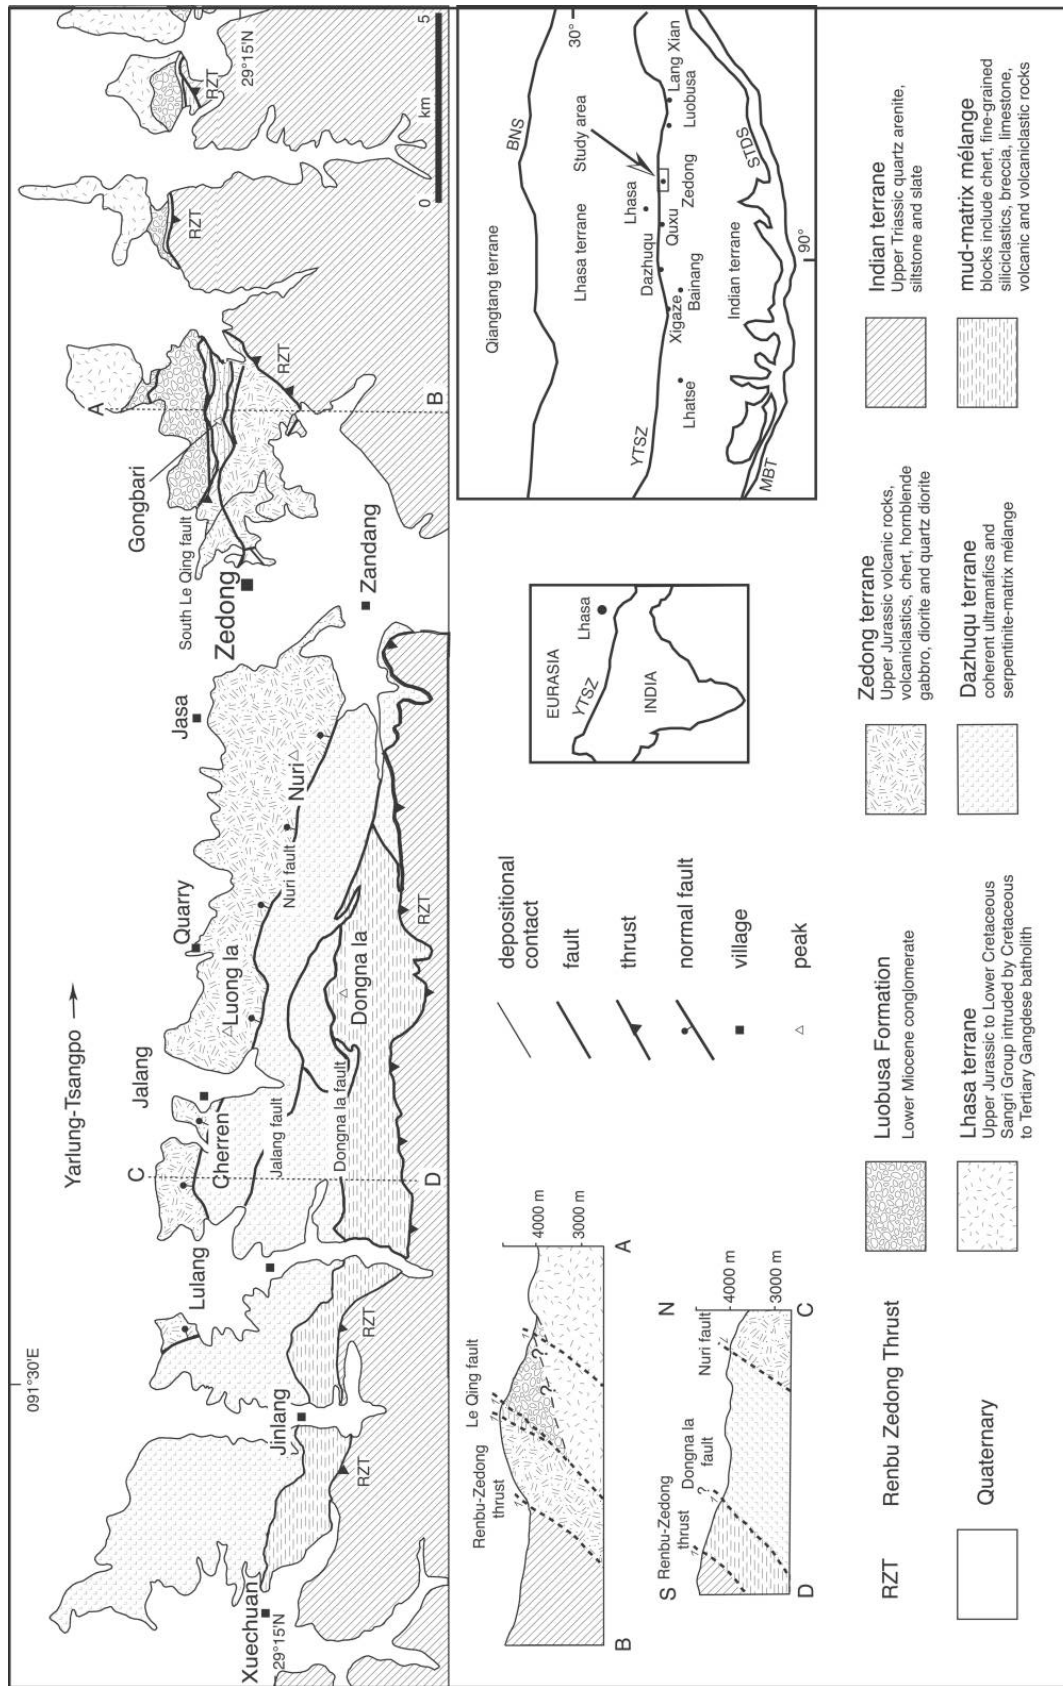 091°30'E
Yarlung-Tsangpo
29°15'N
Xuechuan
29°15'N
Jinlang
Lulang
C
D
Jalang
Cherren
Jalang fault
Dongna la fault
Luong la
Quarry
Nuri fault
Dongna la
Nuri
Jasa
Zandang
Zedong
South Le Qing fault
Gongbari
A
B
RZT
RZT
RZT
RZT
RZT
RZT
0
km
5
Renbu-Zedong
thrust
Le Qing fault
?
?
4000 m
3000 m
B
A
S
N
Renbu-Zedong
thrust
Dongna la
fault
?
Nuri fault
4000 m
3000 m
D
C
depositional
contact
fault
thrust
normal fault
village
peak
EURASIA
Lhasa
YTSZ
INDIA
Qiangtang terrane
BNS
30°
Lhasa terrane
Study area
Lhasa
YTSZ
Lhatse
Xigaze
Bainang
Dazhuqu
Quxu
Zedong
Luobusa
Lang Xian
Indian terrane
STDS
MBT
90°
RZT
Renbu Zedong Thrust
Quaternary
Luobusa Formation
Lower Miocene conglomerate
Lhasa terrane
Upper Jurassic to Lower Cretaceous
Sangri Group intruded by Cretaceous
to Tertiary Gangdese batholith
Zedong terrane
Upper Jurassic volcanic rocks,
volcaniclastics, chert, hornblende
gabbro, diorite and quartz diorite
Dazhuqu terrane
coherent ultramafics and
serpentinite-matrix mélange
Indian terrane
Upper Triassic quartz arenite,
siltstone and slate
mud-matrix mélange
blocks include chert, fine-grained
siliciclastics, breccia, limestone,
volcanic and volcaniclastic rocks